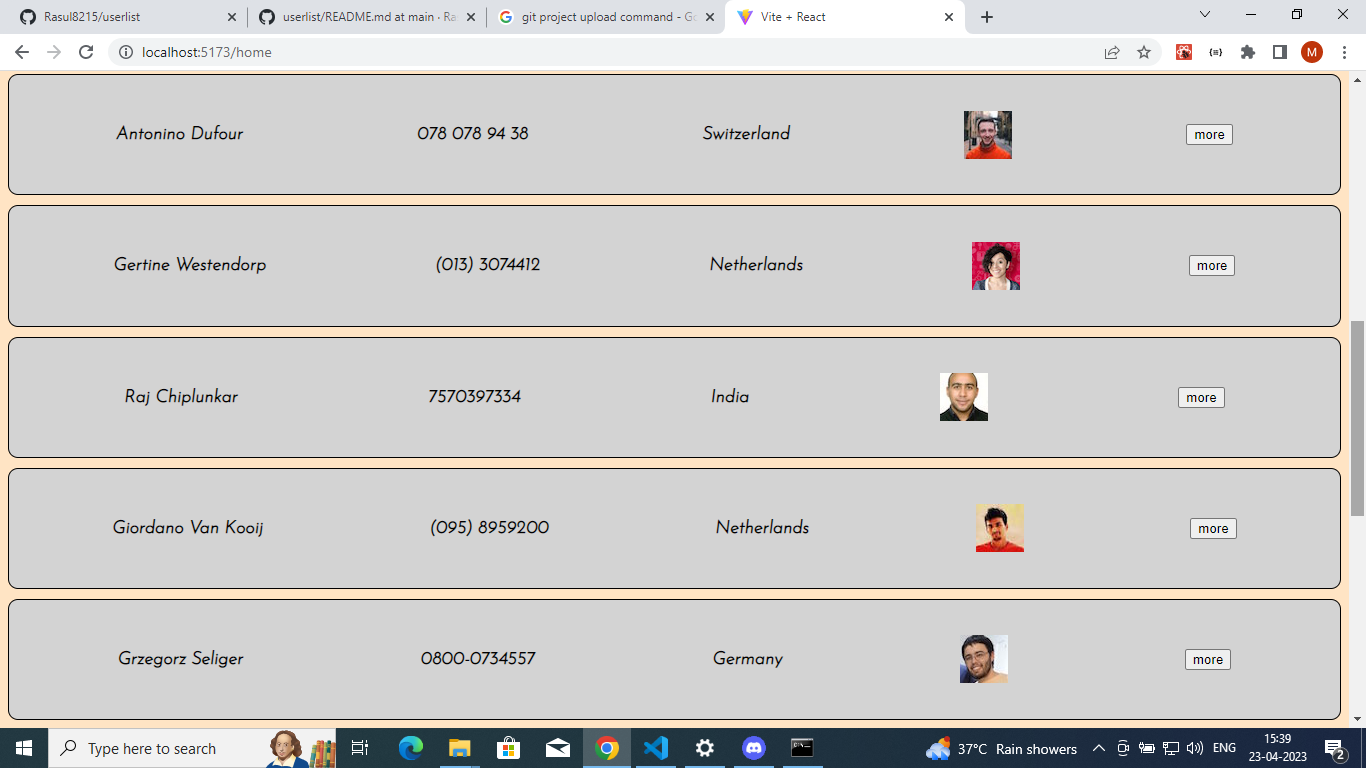 Rasul8215/userlist
userlist/README.md at main · Ra
git project upload command - Go
Vite + React
localhost:5173/home
M
Antonino Dufour 078 078 94 38 Switzerland more
Gertine Westendorp (013) 3074412 Netherlands more
Raj Chiplunkar 7570397334 India more
Giordano Van Kooij (095) 8959200 Netherlands more
Grzegorz Seliger 0800-0734557 Germany more
Type here to search
37°C Rain showers
ENG
15:39
23-04-2023
2